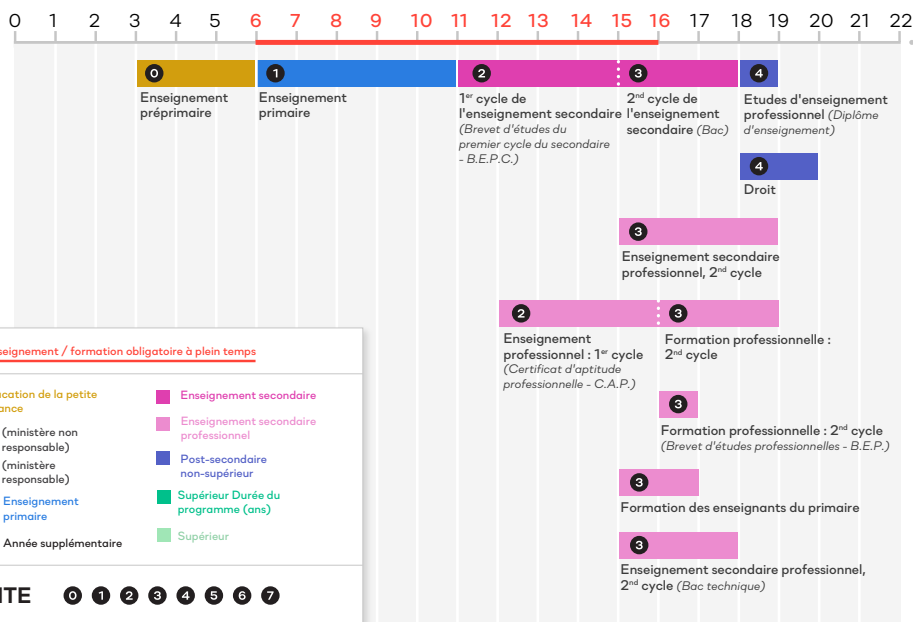 0 1 2 3 4 5 6 7 8 9 10 11 12 13 14 15 16 17 18 19 20 21 22
0
1
2
3
4
Enseignement
préprimaire
Enseignement
primaire
1er cycle de
l'enseignement secondaire
(Brevet d'études du
premier cycle du secondaire
- B.E.P.C.)
2nd cycle de
l'enseignement
secondaire (Bac)
Etudes d'enseignement
professionnel (Diplôme
d'enseignement)
4
Droit
3
Enseignement secondaire
professionnel, 2nd cycle
2
3
Enseignement
professionnel : 1er cycle
(Certificat d'aptitude
professionnelle - C.A.P.)
Formation professionnelle :
2nd cycle
3
Formation professionnelle : 2nd cycle
(Brevet d'études professionnelles - B.E.P.)
3
Formation des enseignants du primaire
3
Enseignement secondaire professionnel,
2nd cycle (Bac technique)
seignement / formation obligatoire à plein temps
cation de la petite
ance
(ministère non
responsable)
(ministère
responsable)
Enseignement
primaire
Année supplémentaire
Enseignement secondaire
Enseignement secondaire
professionnel
Post-secondaire
non-supérieur
Supérieur Durée du
programme (ans)
Supérieur
ITE 0 1 2 3 4 5 6 7